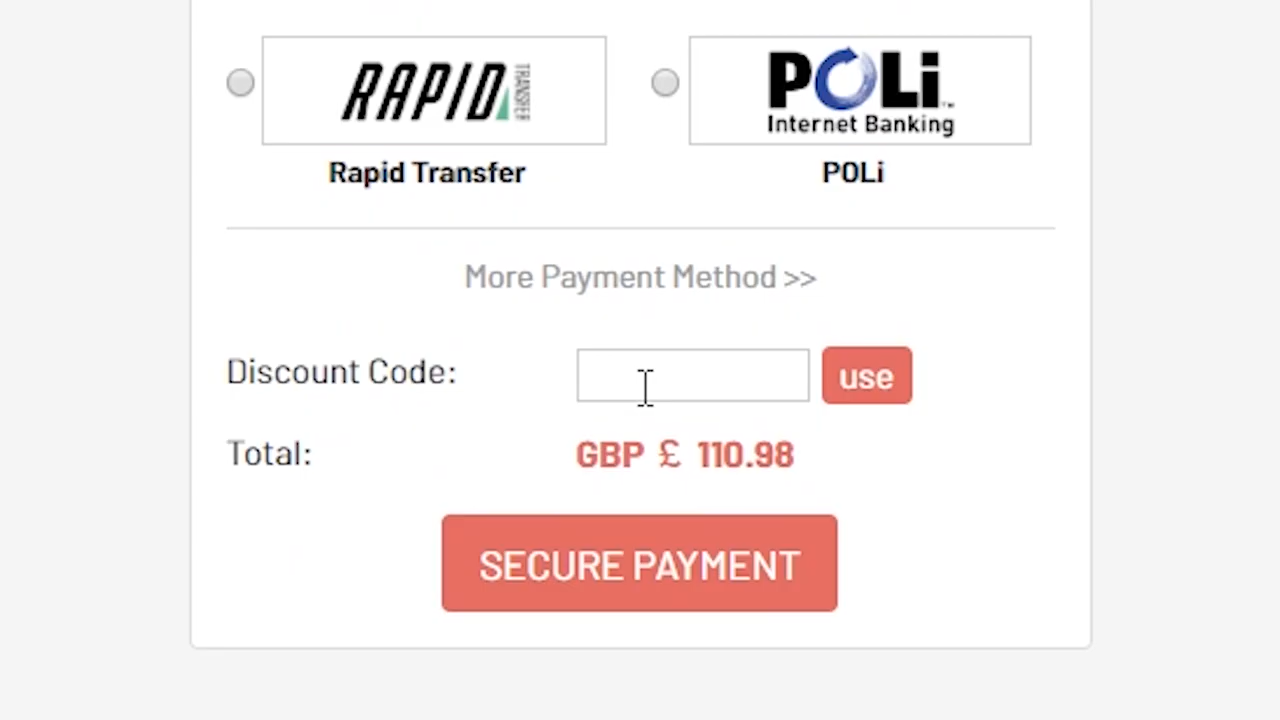 RAPID TRANSFER
POLi™
Internet Banking
Rapid Transfer
POLi
More Payment Method >>
Discount Code:
use
Total:
GBP £ 110.98
SECURE PAYMENT